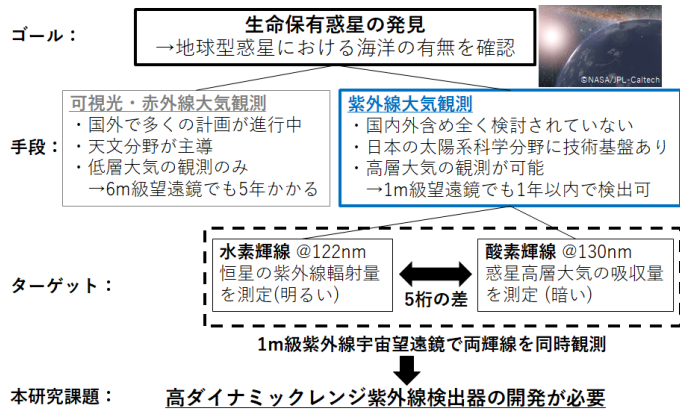 ゴール：
生命保有惑星の発見
→地球型惑星における海洋の有無を確認
©NASA/JPL-Caltech
手段：
可視光・赤外線大気観測
・国外で多くの計画が進行中
・天文分野が主導
・低層大気の観測のみ
→6m級望遠鏡でも5年かかる
紫外線大気観測
・国内外含め全く検討されていない
・日本の太陽系科学分野に技術基盤あり
・高層大気の観測が可能
→1m級望遠鏡でも1年以内で検出可
ターゲット：
水素輝線 @122nm
恒星の紫外線輻射量
を測定(明るい)
5桁の差
酸素輝線 @130nm
惑星高層大気の吸収量
を測定 (暗い)
1m級紫外線宇宙望遠鏡で両輝線を同時観測
本研究課題：
高ダイナミックレンジ紫外線検出器の開発が必要